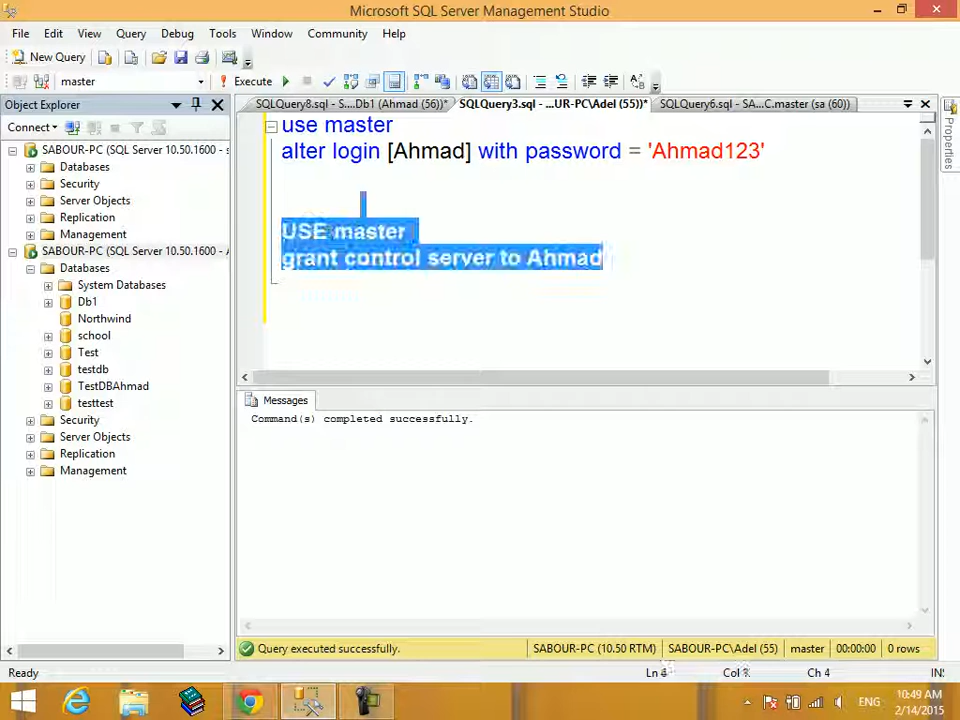 Microsoft SQL Server Management Studio
File Edit View Query Debug Tools Window Community Help
New Query
master Execute
Object Explorer
SQLQuery8.sql - S....Db1 (Ahmad (56))*
SQLQuery3.sql - ...UR-PC\Adel (55))*
SQLQuery6.sql - SA...C.master (sa (60))
Properties
Connect
SABOUR-PC (SQL Server 10.50.1600 - s
Databases
Security
Server Objects
Replication
Management
SABOUR-PC (SQL Server 10.50.1600 - A
Databases
System Databases
Db1
Northwind
school
Test
testdb
TestDBAhmad
testtest
Security
Server Objects
Replication
Management
use master
alter login [Ahmad] with password = 'Ahmad123'
USE master
grant control server to Ahmad
Messages
Command(s) completed successfully.
Query executed successfully.
SABOUR-PC (10.50 RTM)
SABOUR-PC\Adel (55)
master
00:00:00
0 rows
Ready
Ln 4
Ch 4
ENG
10:49 AM
2/14/2015